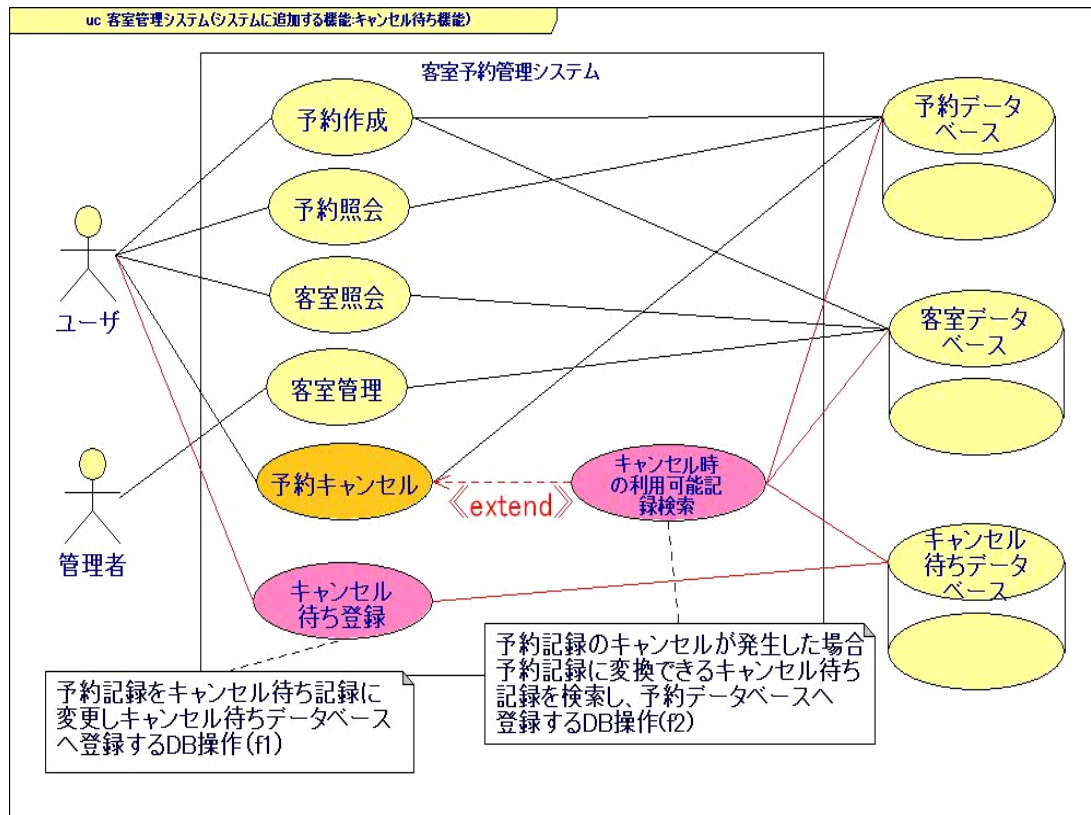 uc 客室管理システム(システムに追加する機能:キャンセル待ち機能)
客室予約管理システム
予約作成
予約データ
ベース
予約照会
ユーザ
客室照会
客室データ
ベース
客室管理
管理者
予約キャンセル
《extend》
キャンセル時
の利用可能記
録検索
キャンセル
待ちデータ
ベース
キャンセル
待ち登録
予約記録をキャンセル待ち記録に
変更しキャンセル待ちデータベース
へ登録するDB操作(f1)
予約記録のキャンセルが発生した場合
予約記録に変換できるキャンセル待ち
記録を検索し、予約データベースへ
登録するDB操作(f2)